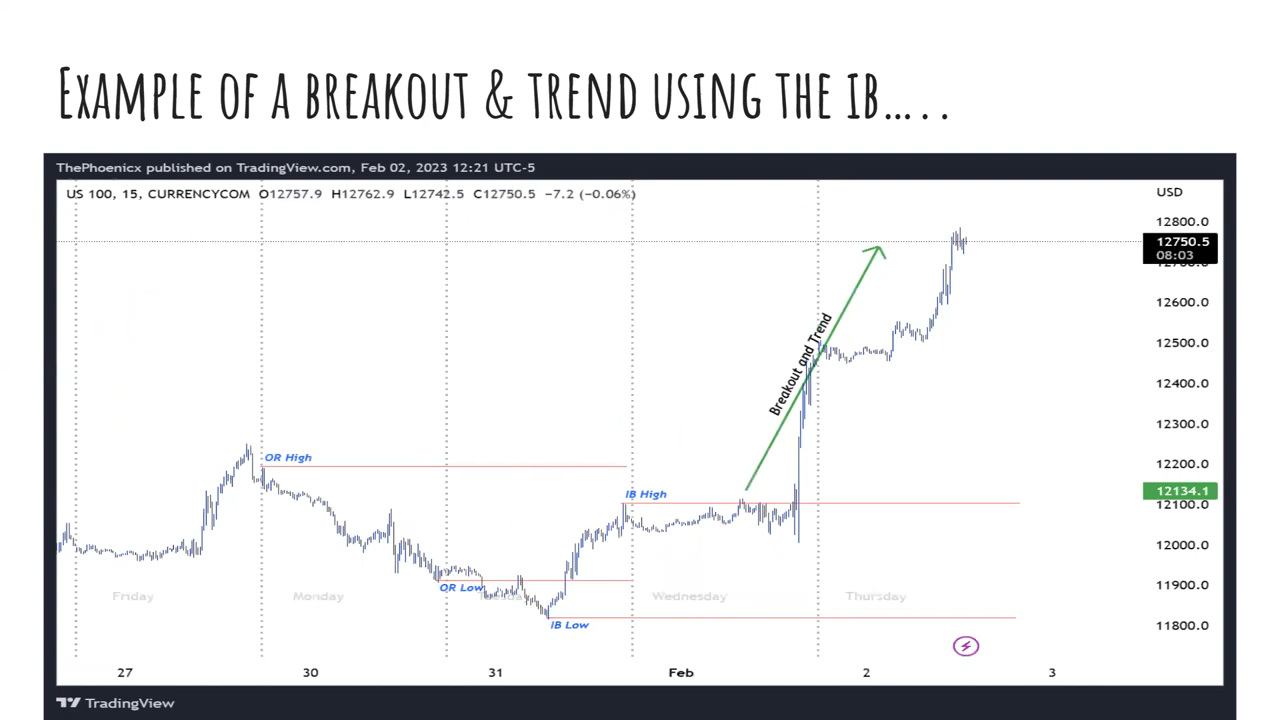 Example of a breakout & trend using the IB.....
ThePhoenicx published on TradingView.com, Feb 02, 2023 12:21 UTC-5
US 100, 15, CURRENCYCOM O12757.9 H12762.9 L12742.5 C12750.5 −7.2 (−0.06%)
USD
12800.0
12750.5
08:03
12700.0
12600.0
12500.0
12400.0
12300.0
12200.0
12134.1
12100.0
12000.0
11900.0
11800.0
Breakout and Trend
OR High
IB High
OR Low
IB Low
Friday
Monday
Tuesday
Wednesday
Thursday
27
30
31
Feb
2
3
TradingView